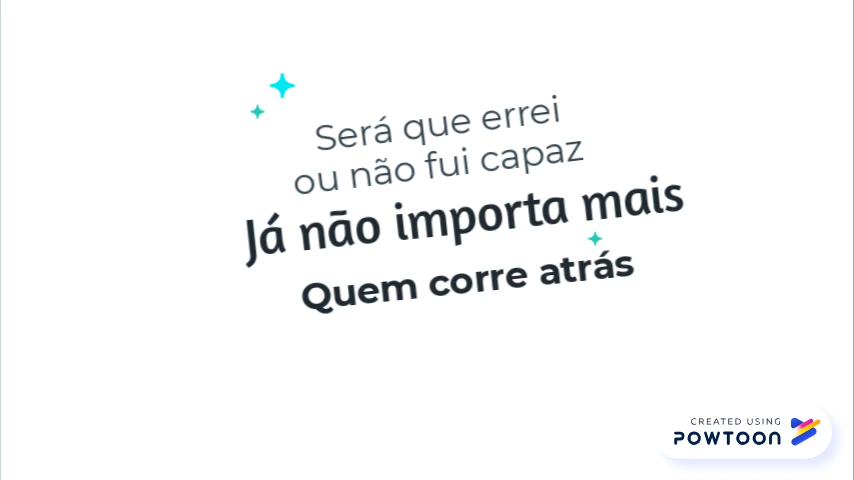 Será que errei
ou não fui capaz
Já não importa mais
Quem corre atrás
CREATED USING
POWTOON